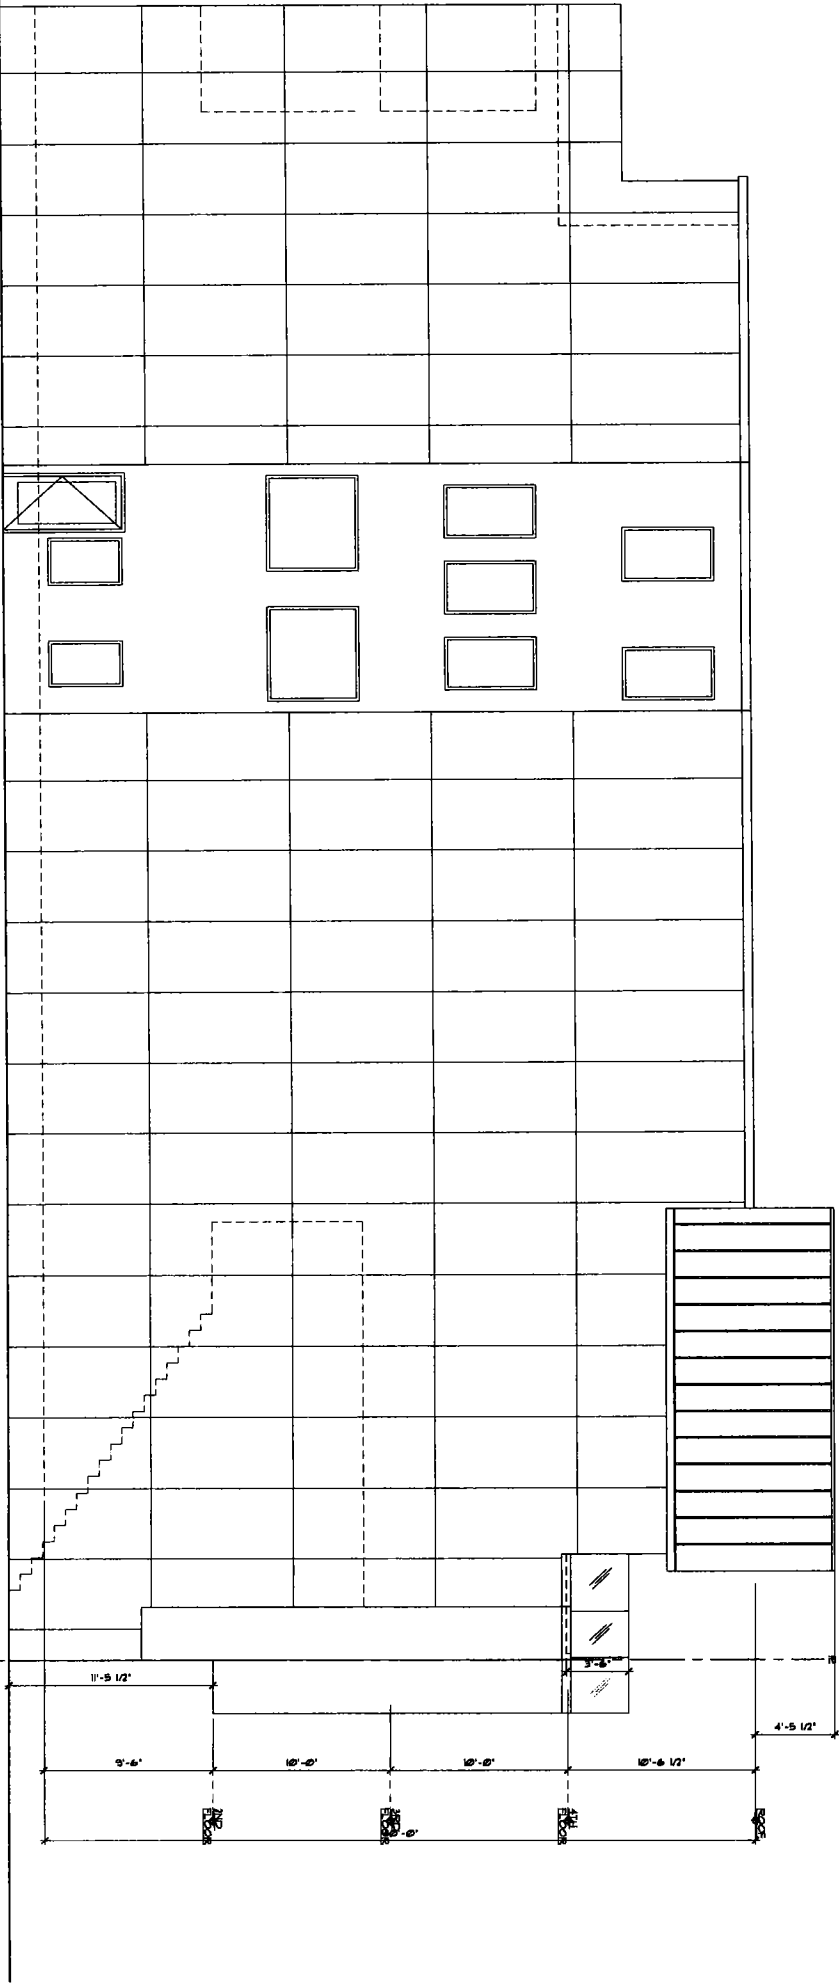 3'-6"
11'-5 1/2"
4'-5 1/2"
9'-6"
10'-0"
10'-0"
10'-6 1/2"
2ND
FLOOR
3RD
FLOOR
4TH
FLOOR
ROOF